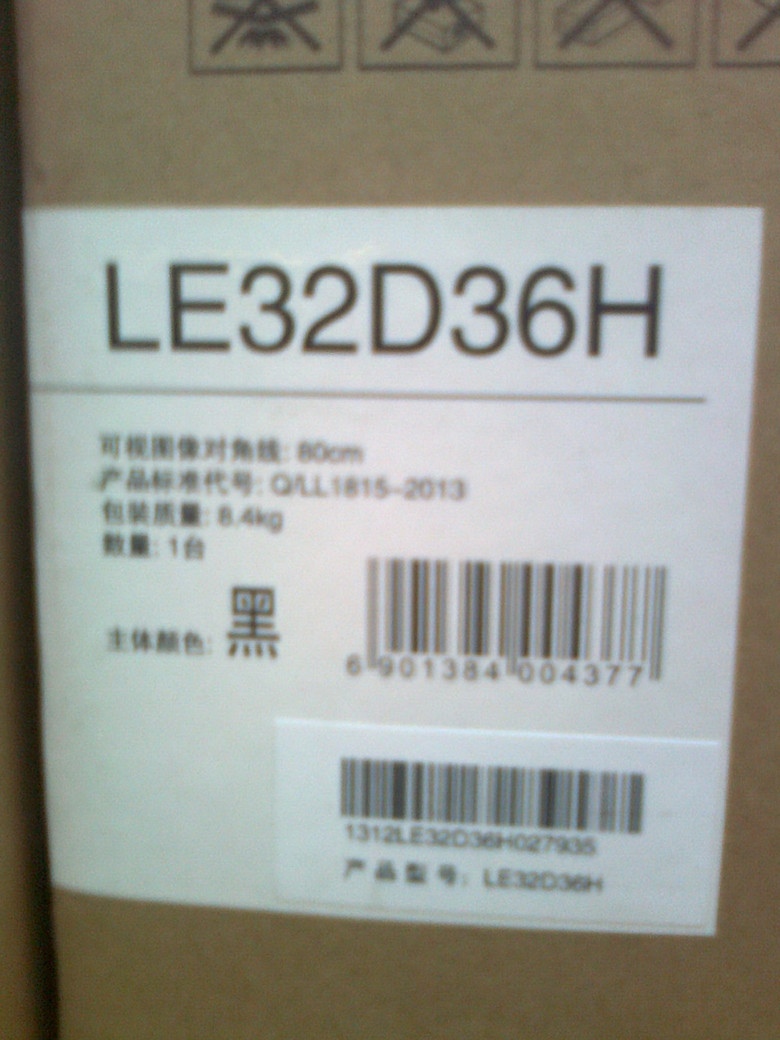 LE32D36H
可视图像对角线: 80cm
产品标准代号: Q/LL1815-2013
包装质量: 8.4kg
数量: 1台
主体颜色: 黑
6 901384 004377
1312LE32D36H027935
产品型号: LE32D36H